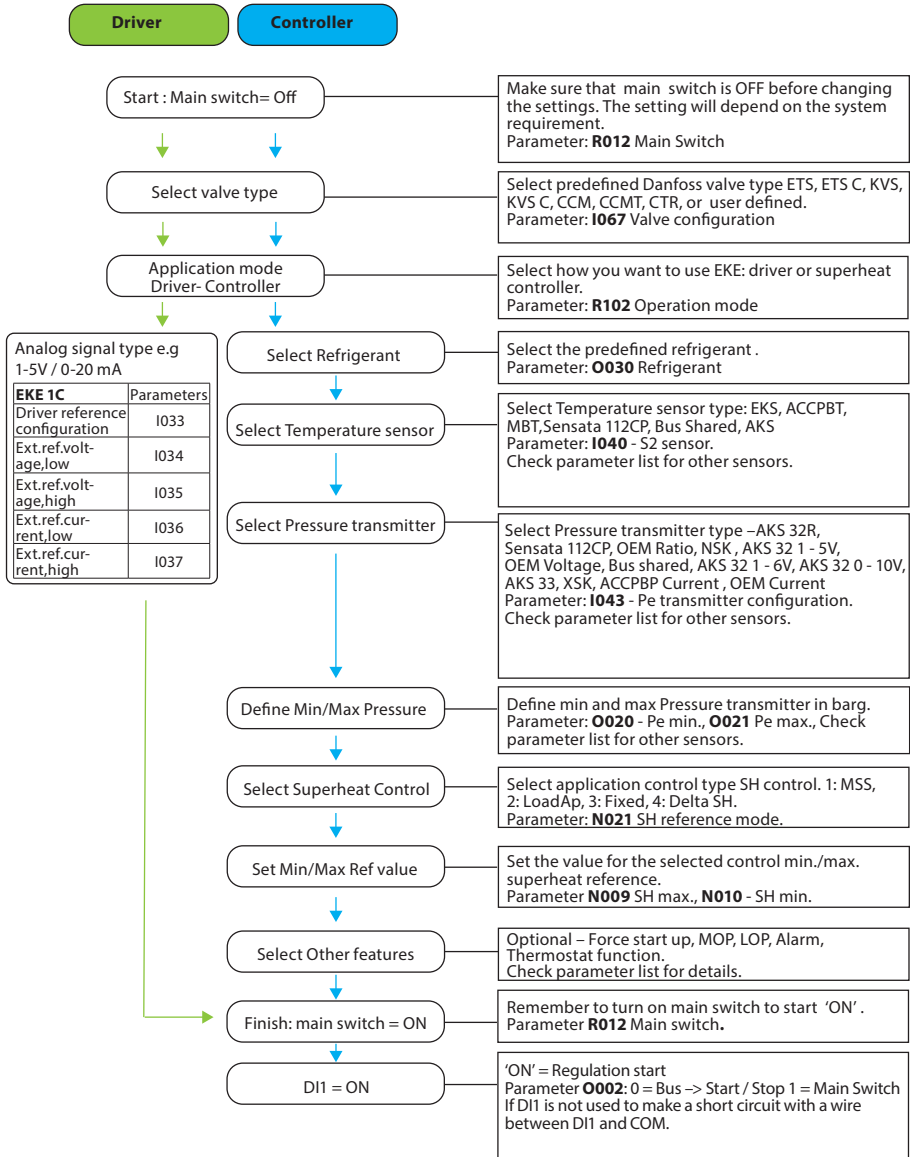 Driver
Controller
Start : Main switch= Off
Make sure that main switch is OFF before changing
the settings. The setting will depend on the system
requirement.
Parameter: R012 Main Switch
Select valve type
Select predefined Danfoss valve type ETS, ETS C, KVS,
KVS C, CCM, CCMT, CTR, or user defined.
Parameter: I067 Valve configuration
Application mode
Driver- Controller
Select how you want to use EKE: driver or superheat
controller.
Parameter: R102 Operation mode
Analog signal type e.g
1-5V / 0-20 mA
EKE 1C Parameters
Driver reference
configuration
I033
Ext.ref.volt-
age,low
I034
Ext.ref.volt-
age,high
I035
Ext.ref.cur-
rent,low
I036
Ext.ref.cur-
rent,high
I037
Select Refrigerant
Select the predefined refrigerant .
Parameter: O030 Refrigerant
Select Temperature sensor
Select Temperature sensor type: EKS, ACCPBT,
MBT,Sensata 112CP, Bus Shared, AKS
Parameter: I040 - S2 sensor.
Check parameter list for other sensors.
Select Pressure transmitter
Select Pressure transmitter type –AKS 32R,
Sensata 112CP, OEM Ratio, NSK , AKS 32 1 - 5V,
OEM Voltage, Bus shared, AKS 32 1 - 6V, AKS 32 0 - 10V,
AKS 33, XSK, ACCPBP Current , OEM Current
Parameter: I043 - Pe transmitter configuration.
Check parameter list for other sensors.
Define Min/Max Pressure
Define min and max Pressure transmitter in barg.
Parameter: O020 - Pe min., O021 Pe max., Check
parameter list for other sensors.
Select Superheat Control
Select application control type SH control. 1: MSS,
2: LoadAp, 3: Fixed, 4: Delta SH.
Parameter: N021 SH reference mode.
Set Min/Max Ref value
Set the value for the selected control min./max.
superheat reference.
Parameter N009 SH max., N010 - SH min.
Select Other features
Optional – Force start up, MOP, LOP, Alarm,
Thermostat function.
Check parameter list for details.
Finish: main switch = ON
Remember to turn on main switch to start 'ON' .
Parameter R012 Main switch.
DI1 = ON
'ON' = Regulation start
Parameter O002: 0 = Bus –> Start / Stop 1 = Main Switch
If DI1 is not used to make a short circuit with a wire
between DI1 and COM.